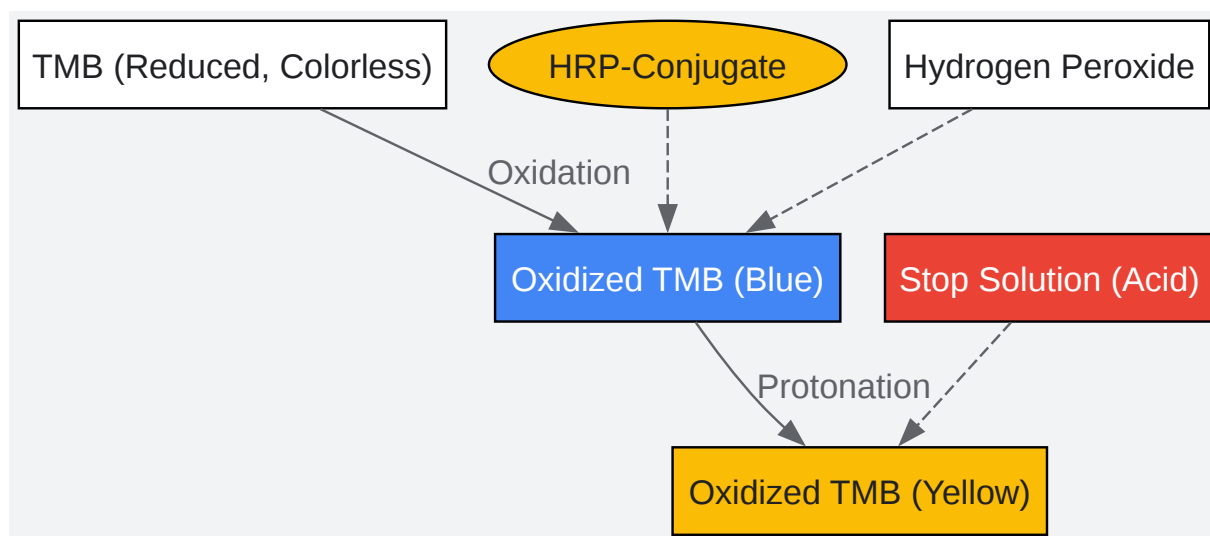 TMB (Reduced, Colorless)
HRP-Conjugate
Hydrogen Peroxide
Oxidation
Oxidized TMB (Blue)
Stop Solution (Acid)
Protonation
Oxidized TMB (Yellow)